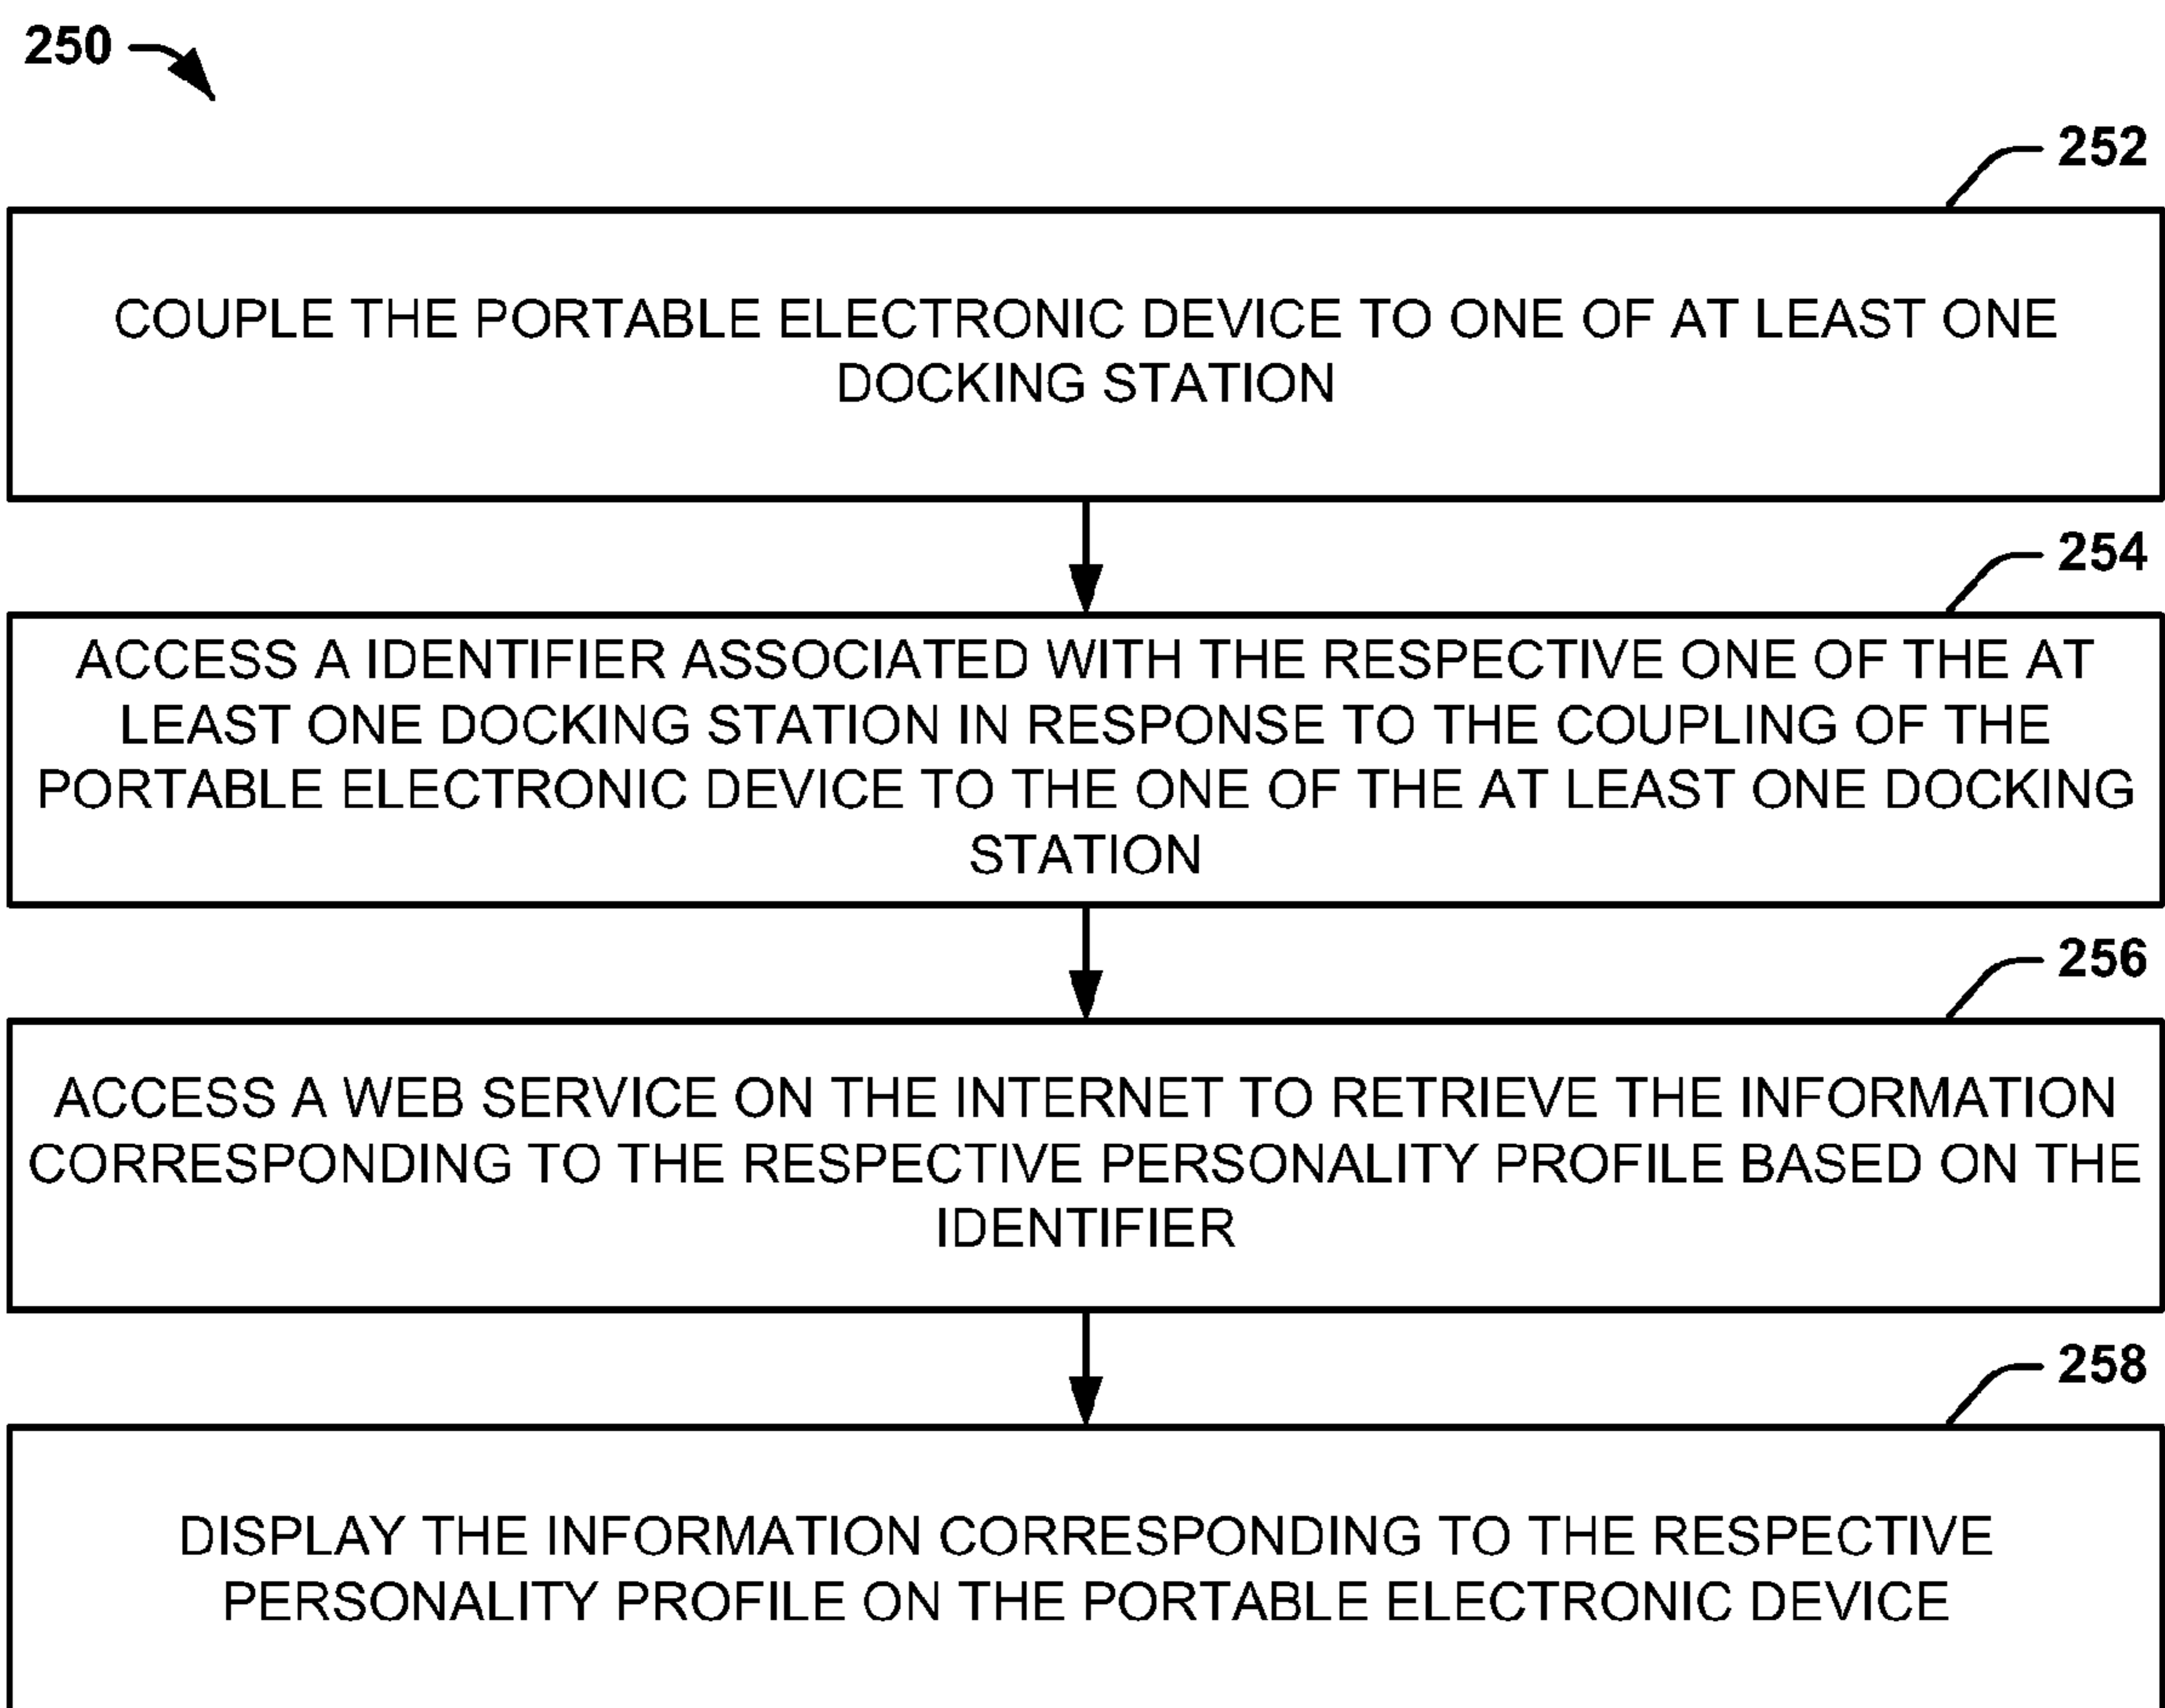 250
252
COUPLE THE PORTABLE ELECTRONIC DEVICE TO ONE OF AT LEAST ONE
DOCKING STATION
254
ACCESS A IDENTIFIER ASSOCIATED WITH THE RESPECTIVE ONE OF THE AT
LEAST ONE DOCKING STATION IN RESPONSE TO THE COUPLING OF THE
PORTABLE ELECTRONIC DEVICE TO THE ONE OF THE AT LEAST ONE DOCKING
STATION
256
ACCESS A WEB SERVICE ON THE INTERNET TO RETRIEVE THE INFORMATION
CORRESPONDING TO THE RESPECTIVE PERSONALITY PROFILE BASED ON THE
IDENTIFIER
258
DISPLAY THE INFORMATION CORRESPONDING TO THE RESPECTIVE
PERSONALITY PROFILE ON THE PORTABLE ELECTRONIC DEVICE